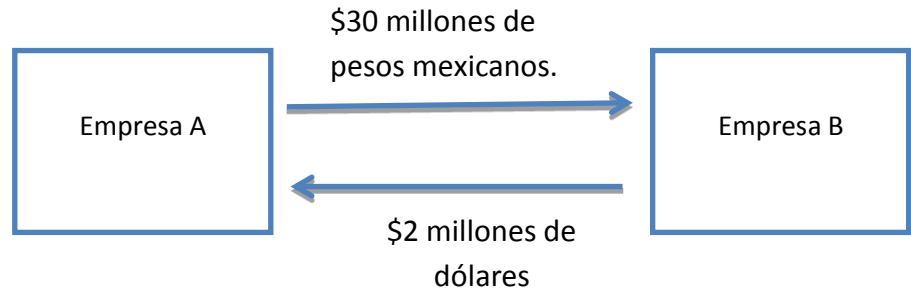 $30 millones de
pesos mexicanos.
Empresa A
Empresa B
$2 millones de
dólares